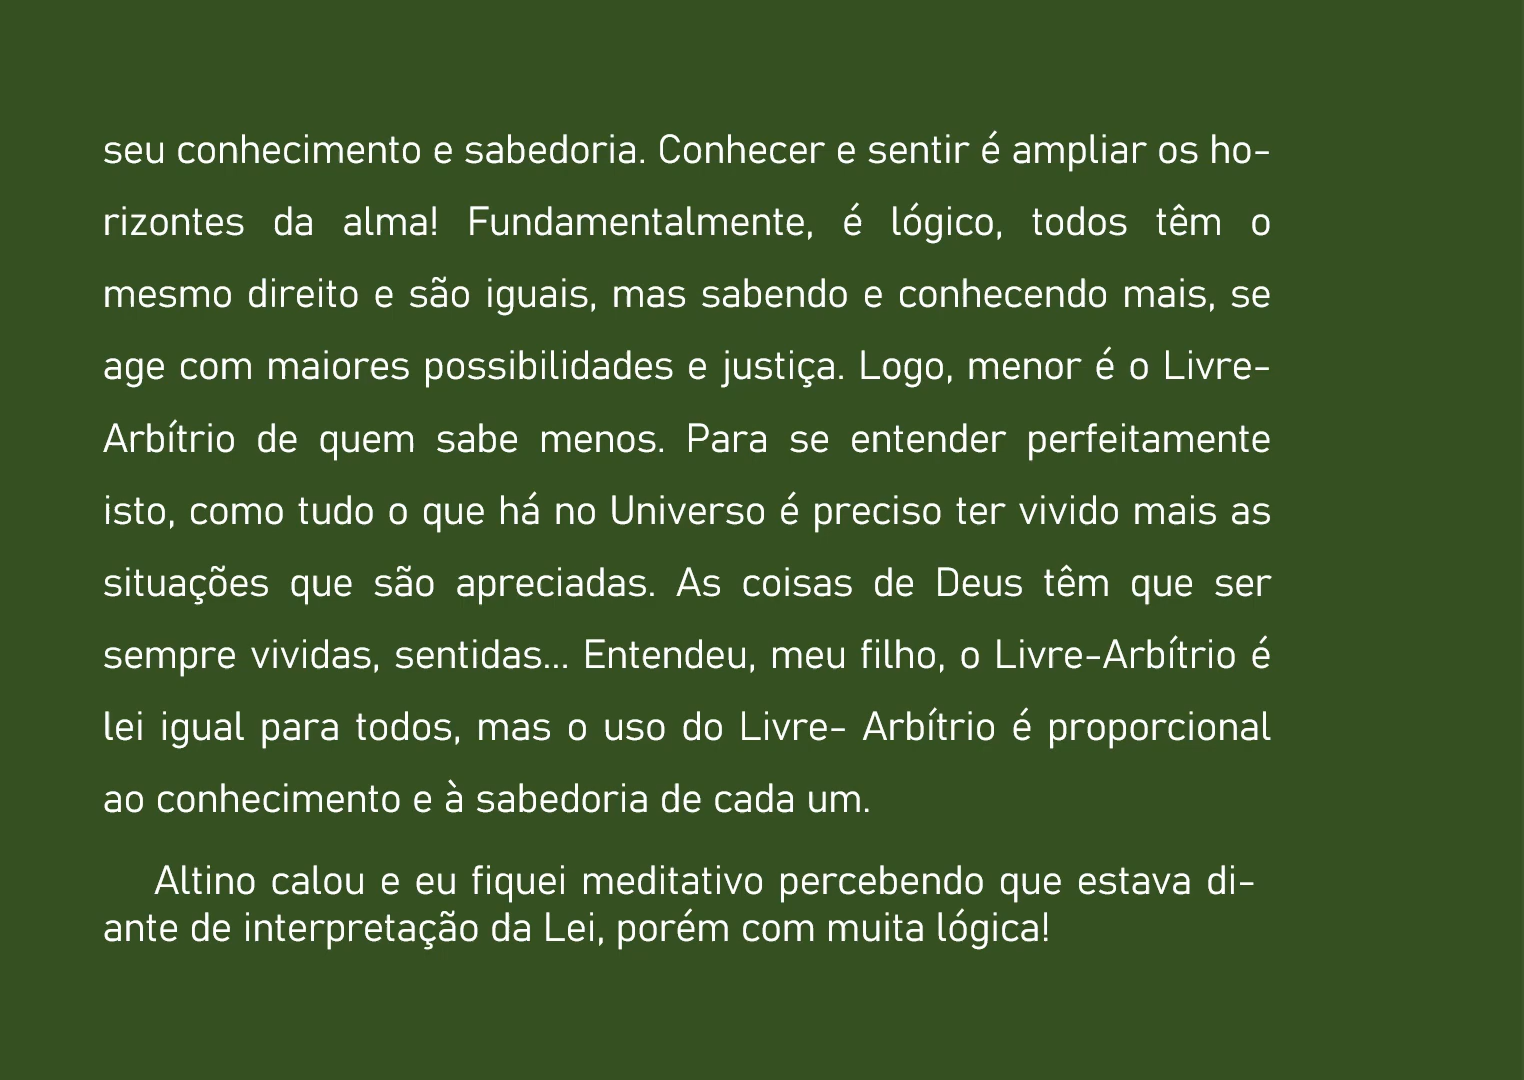 seu conhecimento e sabedoria. Conhecer e sentir é ampliar os ho-
rizontes da alma! Fundamentalmente, é lógico, todos têm o
mesmo direito e são iguais, mas sabendo e conhecendo mais, se
age com maiores possibilidades e justiça. Logo, menor é o Livre-
Arbítrio de quem sabe menos. Para se entender perfeitamente
isto, como tudo o que há no Universo é preciso ter vivido mais as
situações que são apreciadas. As coisas de Deus têm que ser
sempre vividas, sentidas... Entendeu, meu filho, o Livre-Arbítrio é
lei igual para todos, mas o uso do Livre- Arbítrio é proporcional
ao conhecimento e à sabedoria de cada um.
Altino calou e eu fiquei meditativo percebendo que estava di-
ante de interpretação da Lei, porém com muita lógica!